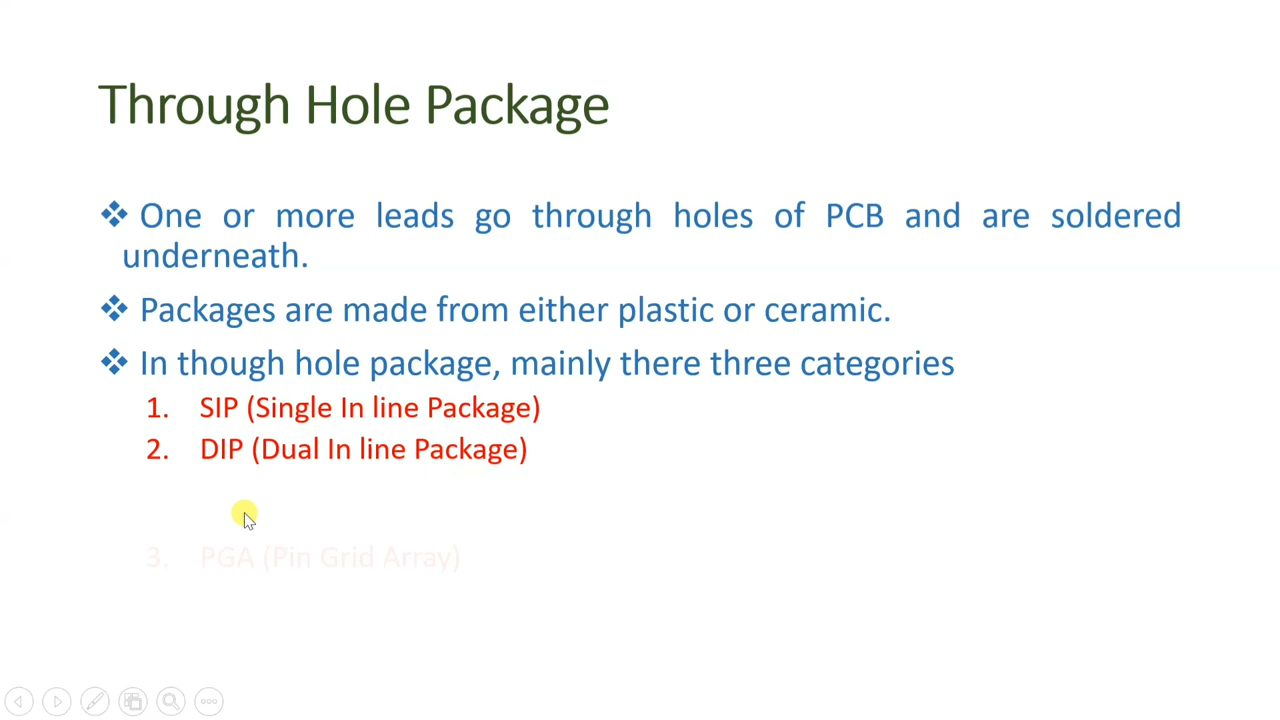 Through Hole Package
❖ One or more leads go through holes of PCB and are soldered
underneath.
❖ Packages are made from either plastic or ceramic.
❖ In though hole package, mainly there three categories
1. SIP (Single In line Package)
2. DIP (Dual In line Package)
3. PGA (Pin Grid Array)